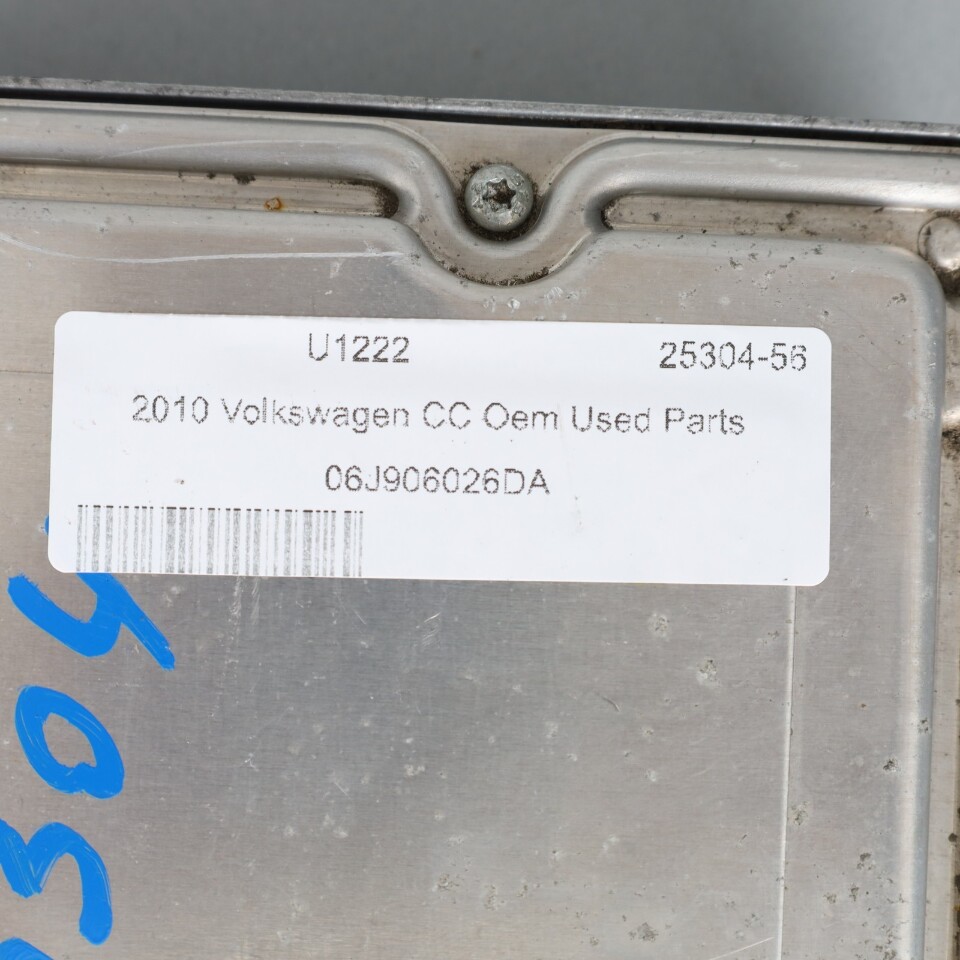 U1222 25304-56
2010 Volkswagen CC Oem Used Parts
06J906026DA